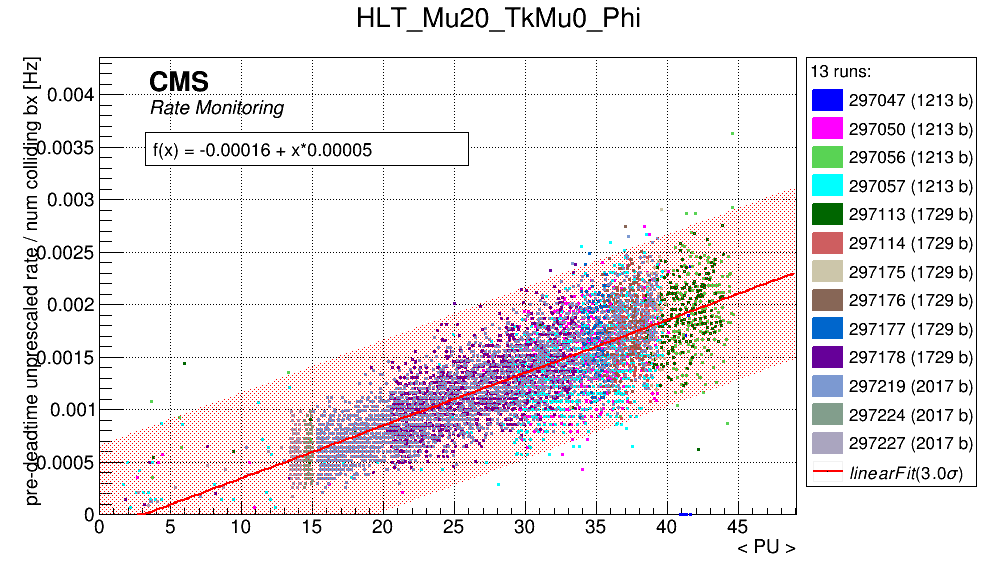 HLT_Mu20_TkMu0_Phi
pre-deadtime unprescaled rate / num colliding bx [Hz]
CMS
Rate Monitoring
f(x) = -0.00016 + x*0.00005
0.004
0.0035
0.003
0.0025
0.002
0.0015
0.001
0.0005
0
0 5 10 15 20 25 30 35 40 45
< PU >
13 runs:
297047 (1213 b)
297050 (1213 b)
297056 (1213 b)
297057 (1213 b)
297113 (1729 b)
297114 (1729 b)
297175 (1729 b)
297176 (1729 b)
297177 (1729 b)
297178 (1729 b)
297219 (2017 b)
297224 (2017 b)
297227 (2017 b)
linearFit(3.0σ)